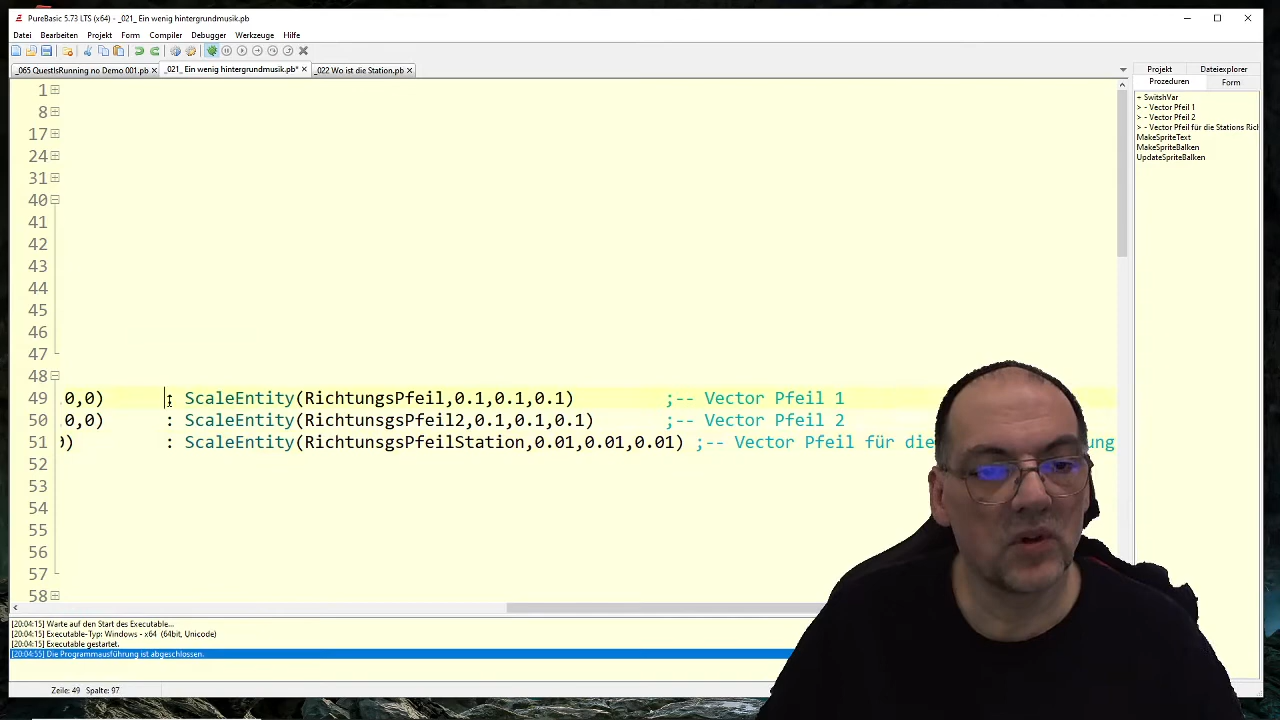 PureBasic 5.73 LTS (x64) - _021_ Ein wenig hintergrundmusik.pb
Datei Bearbeiten Projekt Form Compiler Debugger Werkzeuge Hilfe
_065 QuestIsRunning no Demo 001.pb _021_ Ein wenig hintergrundmusik.pb* _022 Wo ist die Station.pb
Projekt Dateiexplorer
Prozeduren Form
+ SwitshVar
> - Vector Pfeil 1
> - Vector Pfeil 2
> - Vector Pfeil für die Stations Rich
MakeSpriteText
MakeSpriteBalken
UpdateSpriteBalken
1
8
17
24
31
40
41
42
43
44
45
46
47
48
49 0,0) : ScaleEntity(RichtungsPfeil,0.1,0.1,0.1) ;-- Vector Pfeil 1
50 0,0) : ScaleEntity(RichtunsgsPfeil2,0.1,0.1,0.1) ;-- Vector Pfeil 2
51 ) : ScaleEntity(RichtunsgsPfeilStation,0.01,0.01,0.01) ;-- Vector Pfeil für die
52
53
54
55
56
57
58
[20:04:15] Warte auf den Start des Executable...
[20:04:15] Executable-Typ: Windows - x64 (64bit, Unicode)
[20:04:15] Executable gestartet.
[20:04:55] Die Programmausführung ist abgeschlossen.
Zeile: 49 Spalte: 97